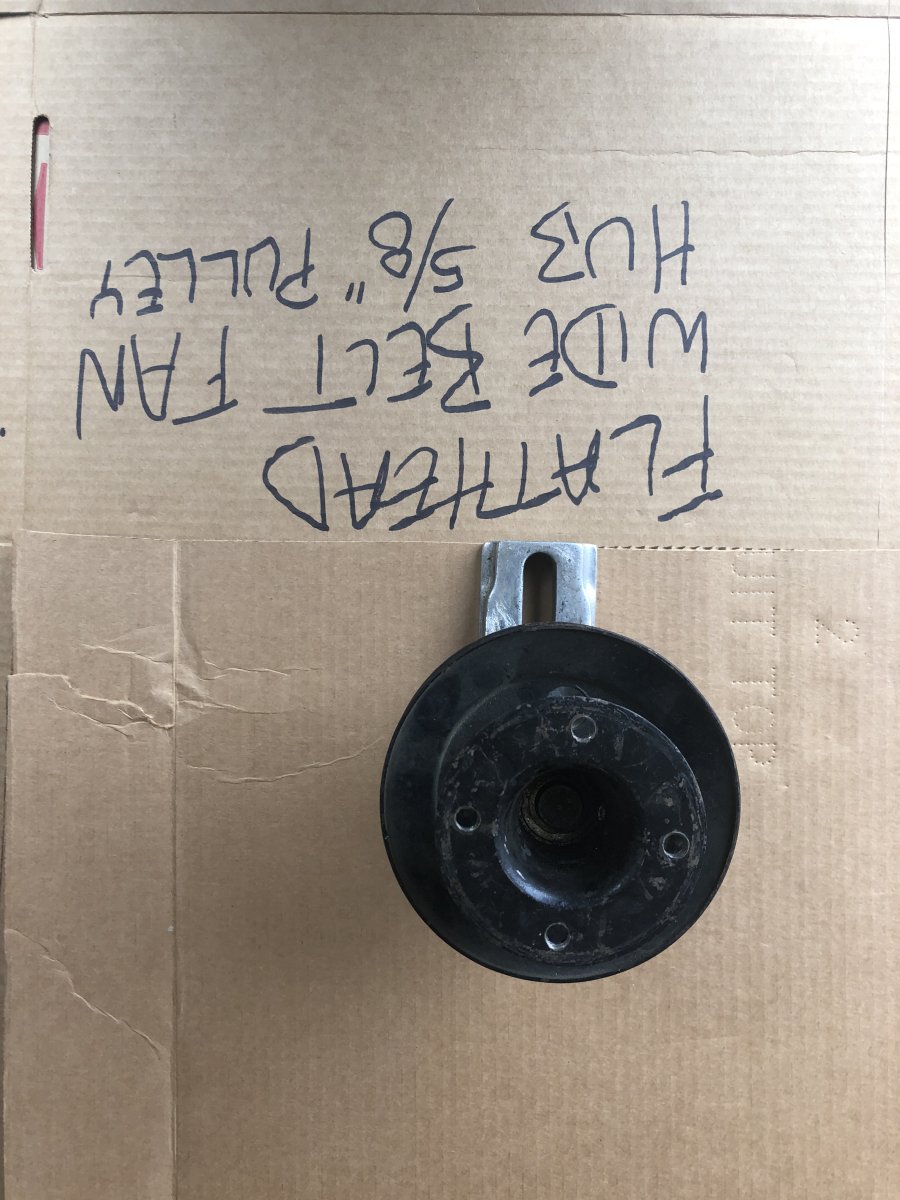 FLATHEAD
WIDE BELT FAN
HUB 5/8" PULLEY